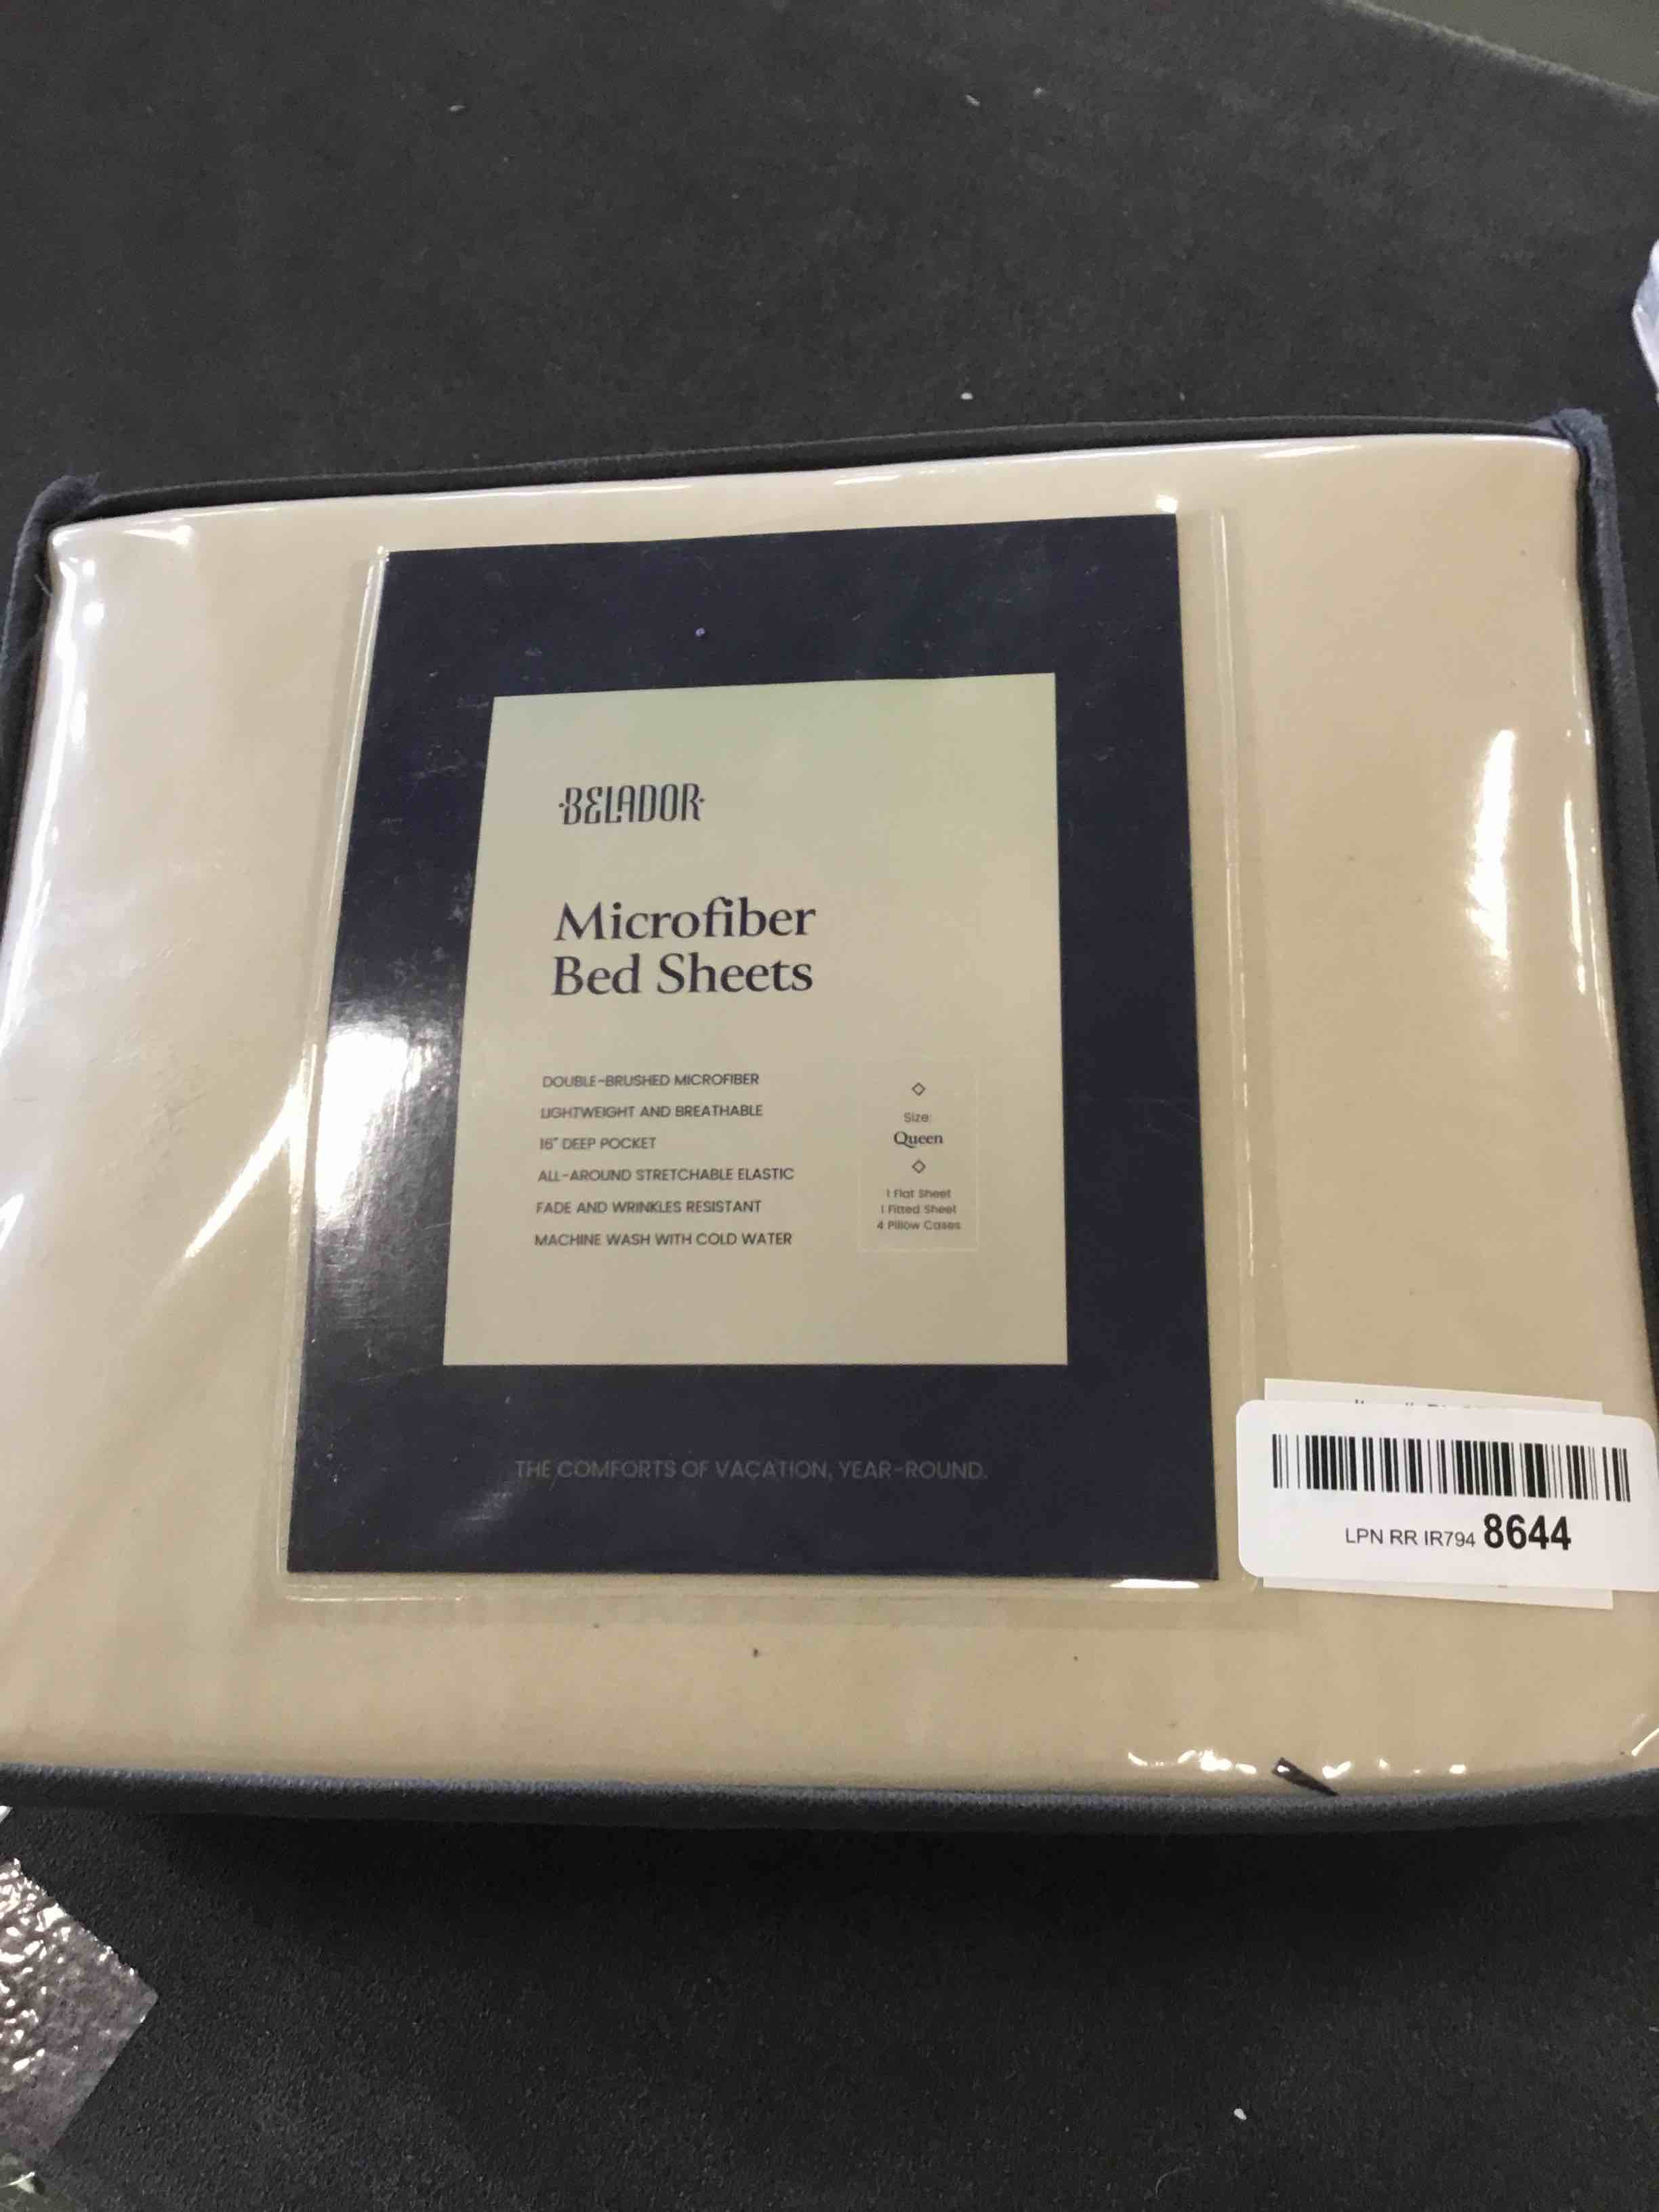 BELADOR
Microfiber
Bed Sheets
DOUBLE-BRUSHED MICROFIBER
LIGHTWEIGHT AND BREATHABLE
16" DEEP POCKET
ALL-AROUND STRETCHABLE ELASTIC
FADE AND WRINKLES RESISTANT
MACHINE WASH WITH COLD WATER
Size:
Queen
1 Flat Sheet
1 Fitted Sheet
4 Pillow Cases
THE COMFORTS OF VACATION, YEAR-ROUND.
LPN RR IR794 8644